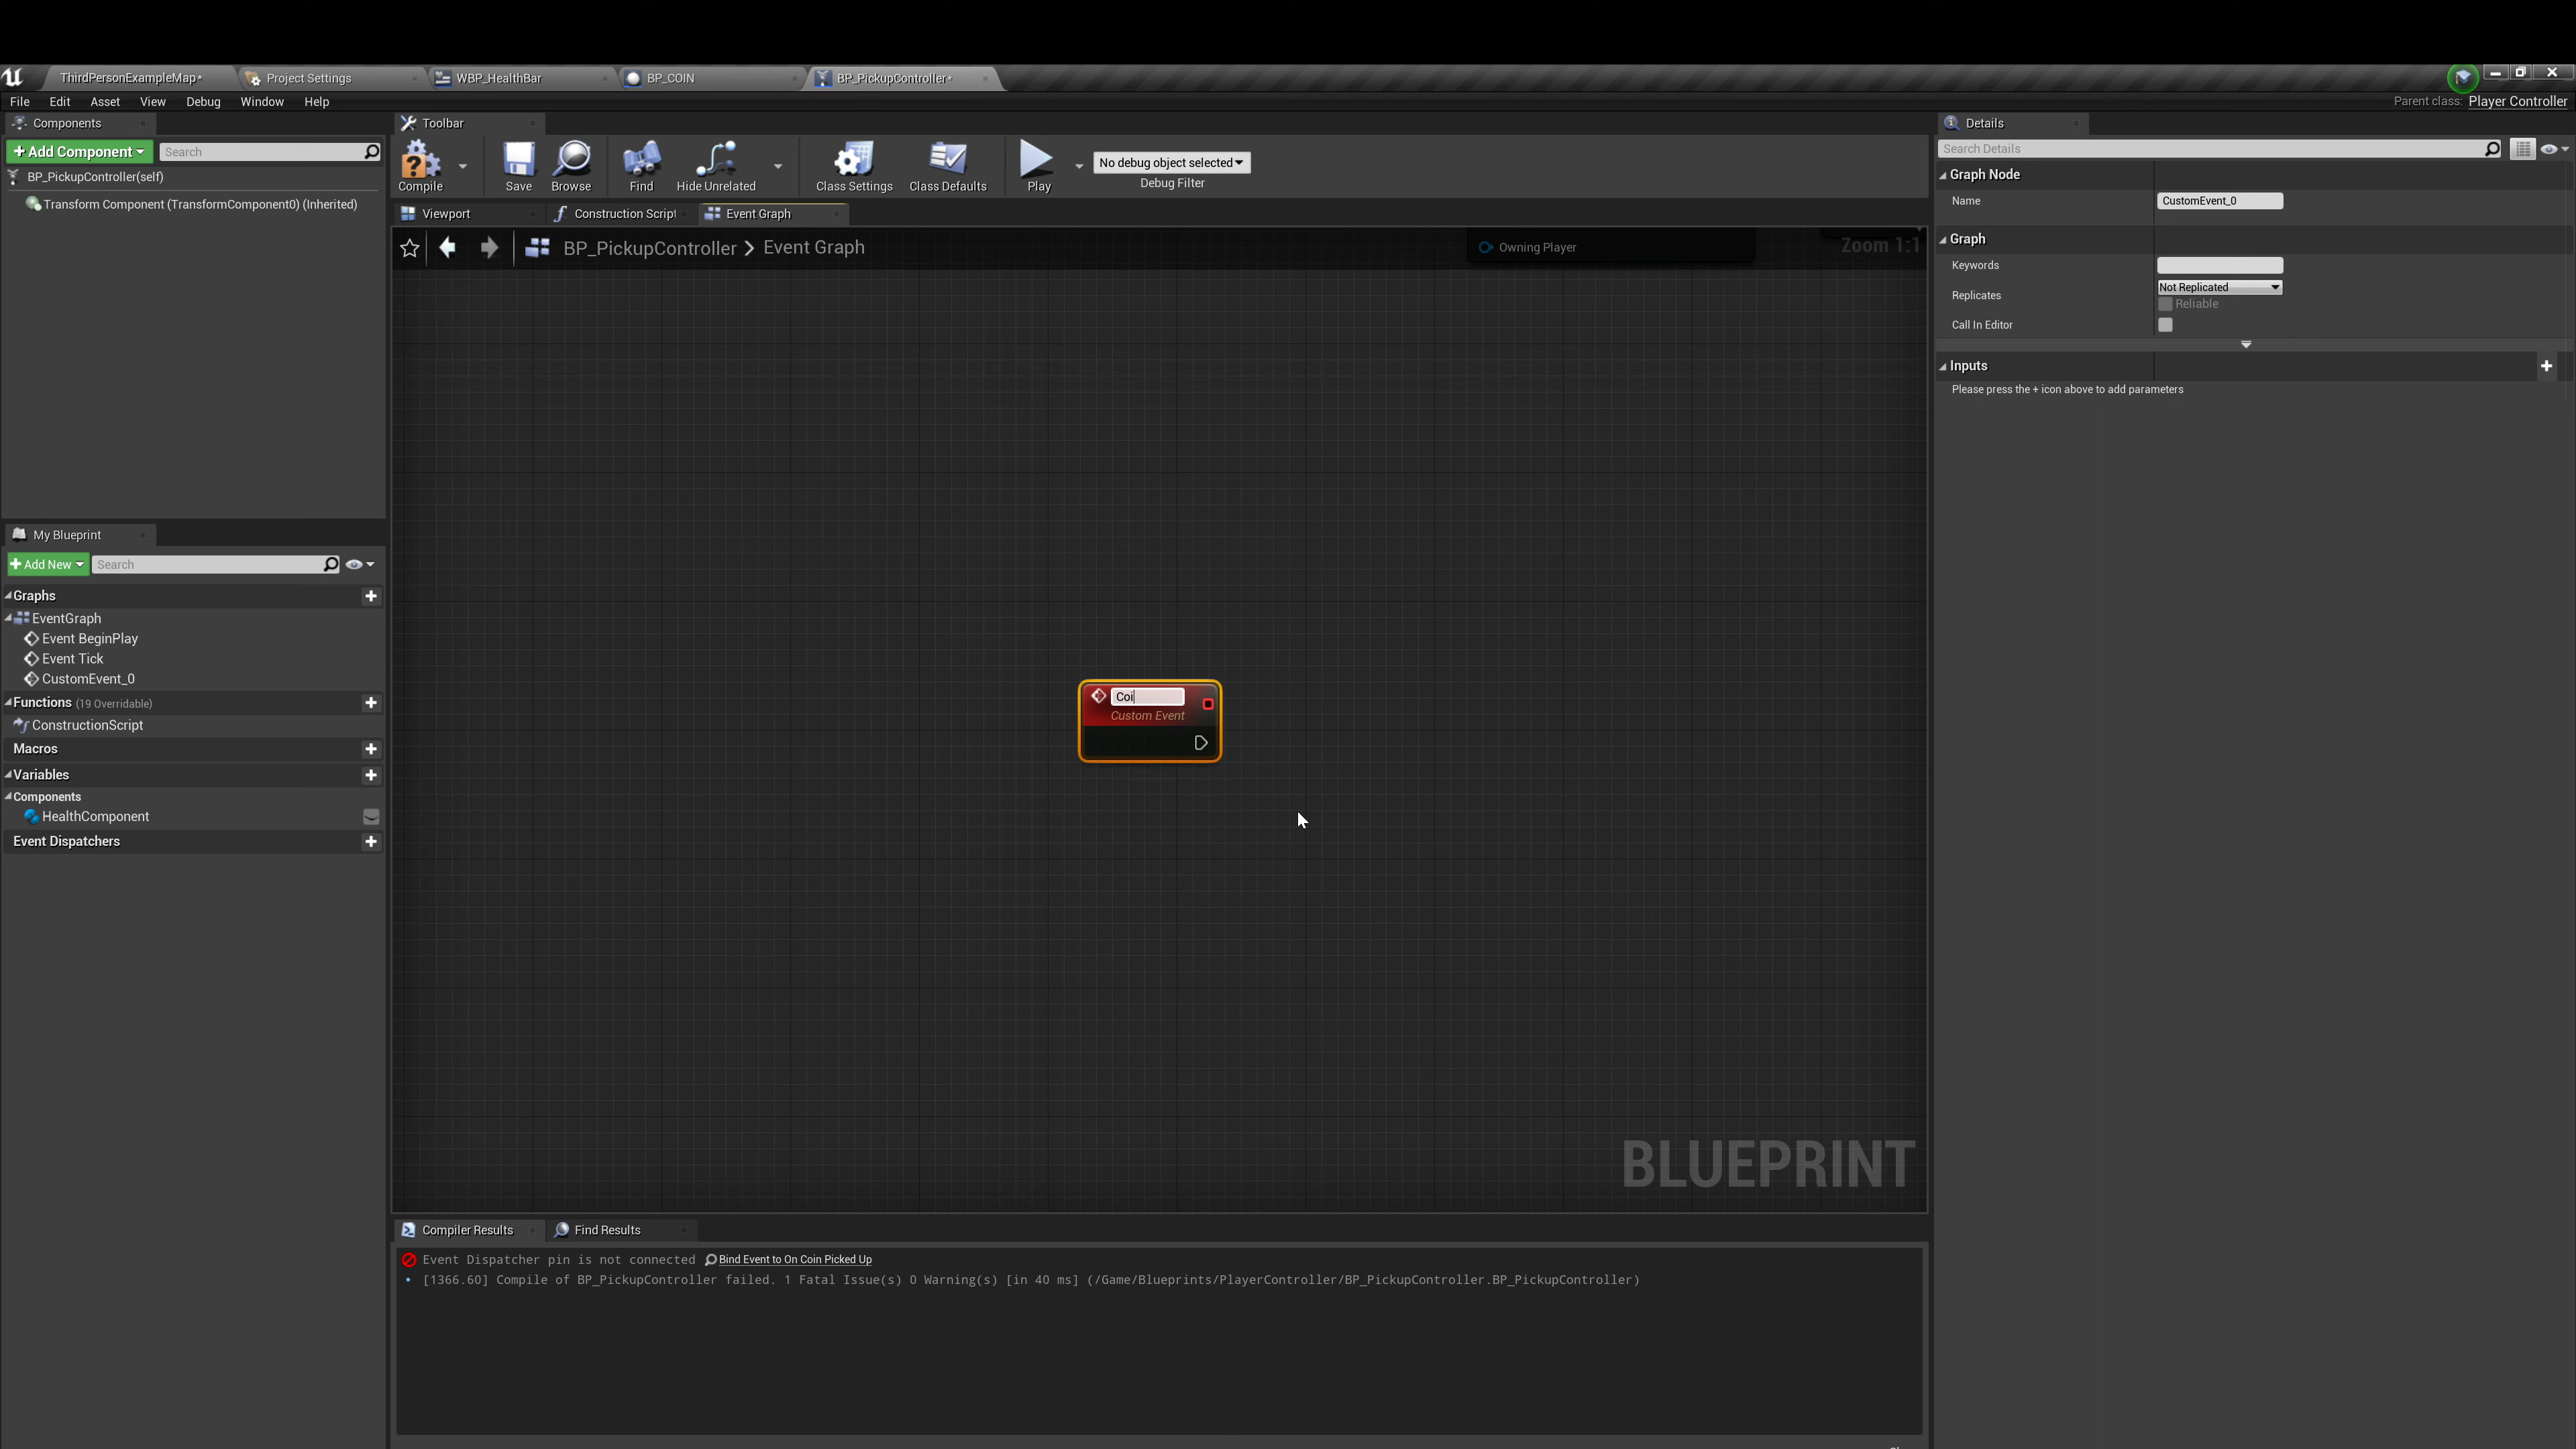 ThirdPersonExampleMap*
Project Settings
WBP_HealthBar
BP_COIN
BP_PickupController*
File Edit Asset View Debug Window Help
Parent class: Player Controller
Components
Toolbar
Details
Add Component
Search
Search Details
BP_PickupController(self)
Transform Component (TransformComponent0) (Inherited)
Compile
Save
Browse
Find
Hide Unrelated
Class Settings
Class Defaults
Play
No debug object selected
Debug Filter
Viewport
Construction Script
Event Graph
BP_PickupController > Event Graph
Owning Player
Zoom 1:1
Graph Node
Name
CustomEvent_0
Graph
Keywords
Replicates
Not Replicated
Reliable
Call In Editor
Inputs
Please press the + icon above to add parameters
My Blueprint
Add New
Search
Graphs
EventGraph
Event BeginPlay
Event Tick
CustomEvent_0
Functions (19 Overridable)
ConstructionScript
Macros
Variables
Components
HealthComponent
Event Dispatchers
Coi
Custom Event
BLUEPRINT
Compiler Results
Find Results
Event Dispatcher pin is not connected Bind Event to On Coin Picked Up
[1366.60] Compile of BP_PickupController failed. 1 Fatal Issue(s) 0 Warning(s) [in 40 ms] (/Game/Blueprints/PlayerController/BP_PickupController.BP_PickupController)